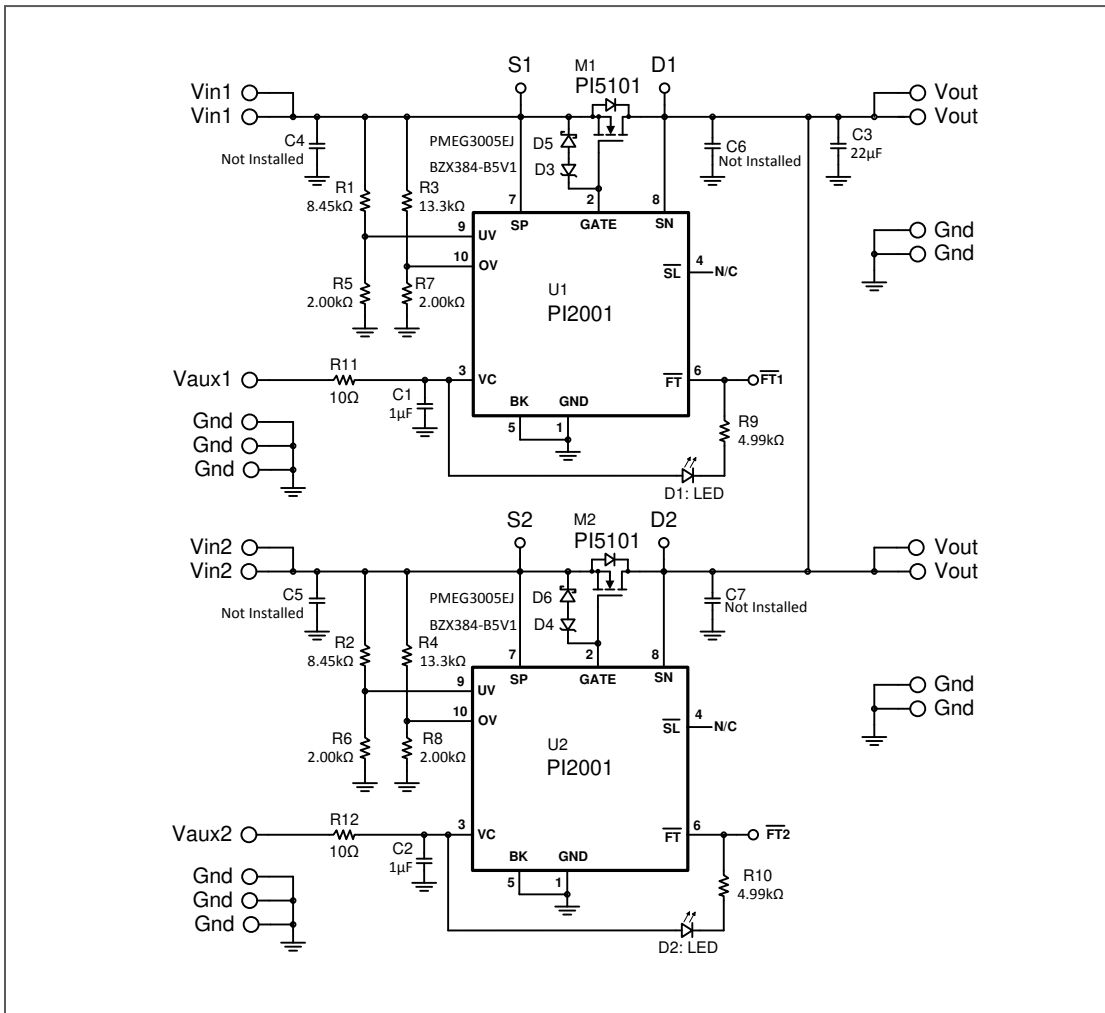 S1
M1
PI5101
D1
Vin1
Vin1
Vout
Vout
C4
Not Installed
PMEG3005EJ
D5
BZX384-B5V1
D3
C6
Not Installed
C3
22µF
R1
8.45kΩ
R3
13.3kΩ
7
SP
2
GATE
8
SN
9
UV
10
OV
Gnd
Gnd
4
SL
N/C
R5
2.00kΩ
R7
2.00kΩ
U1
PI2001
Vaux1
R11
10Ω
C1
1µF
3
VC
6
FT
FT1
BK
GND
5
1
R9
4.99kΩ
Gnd
Gnd
Gnd
D1: LED
S2
M2
PI5101
D2
Vin2
Vin2
Vout
Vout
C5
Not Installed
PMEG3005EJ
D6
BZX384-B5V1
D4
C7
Not Installed
R2
8.45kΩ
R4
13.3kΩ
7
SP
2
GATE
8
SN
9
UV
10
OV
Gnd
Gnd
4
SL
N/C
R6
2.00kΩ
R8
2.00kΩ
U2
PI2001
Vaux2
R12
10Ω
C2
1µF
3
VC
6
FT
FT2
BK
GND
5
1
R10
4.99kΩ
Gnd
Gnd
Gnd
D2: LED